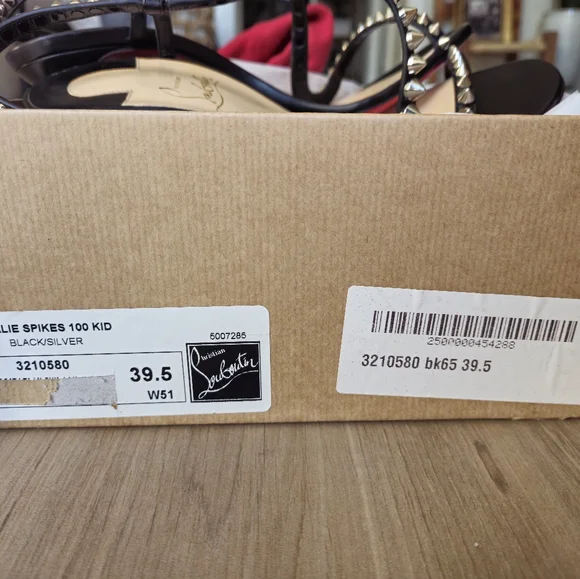 LIE SPIKES 100 KID
BLACK/SILVER
5007285
3210580
39.5
W51
Christian
Louboutin
2500000454288
3210580 bk65 39.5